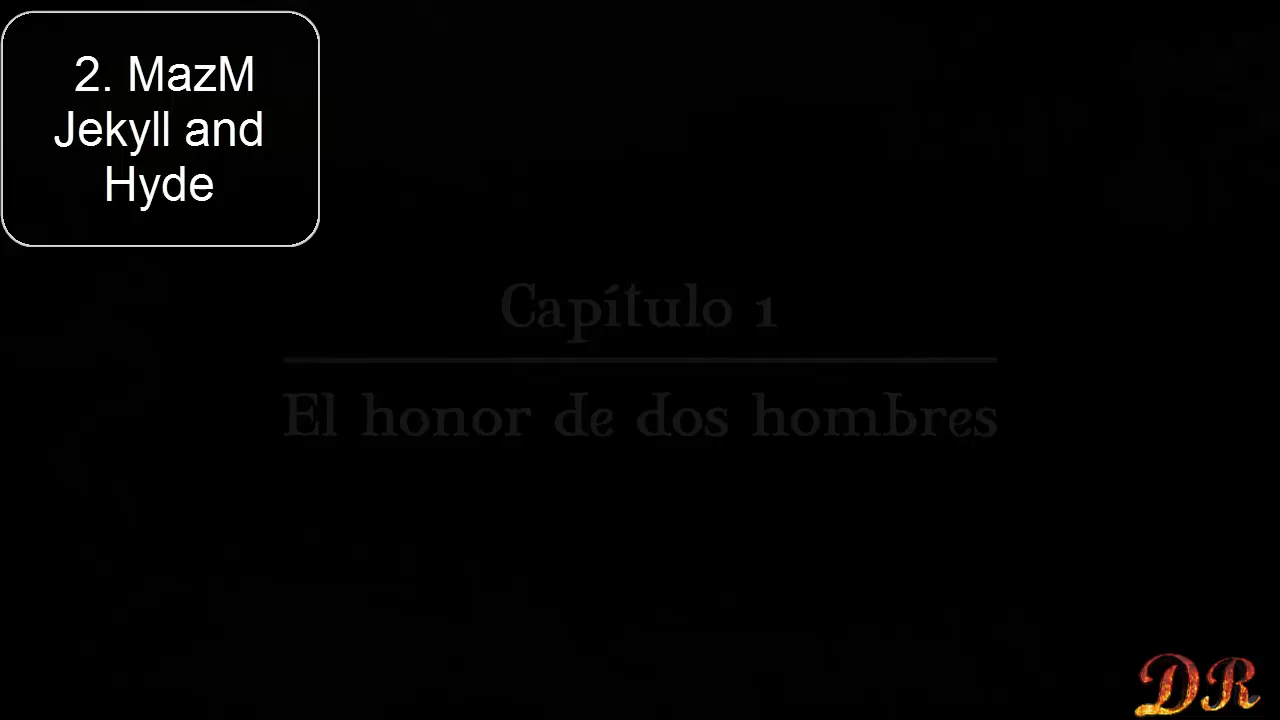 2. MazM
Jekyll and
Hyde
Capítulo 1
El honor de dos hombres
DR